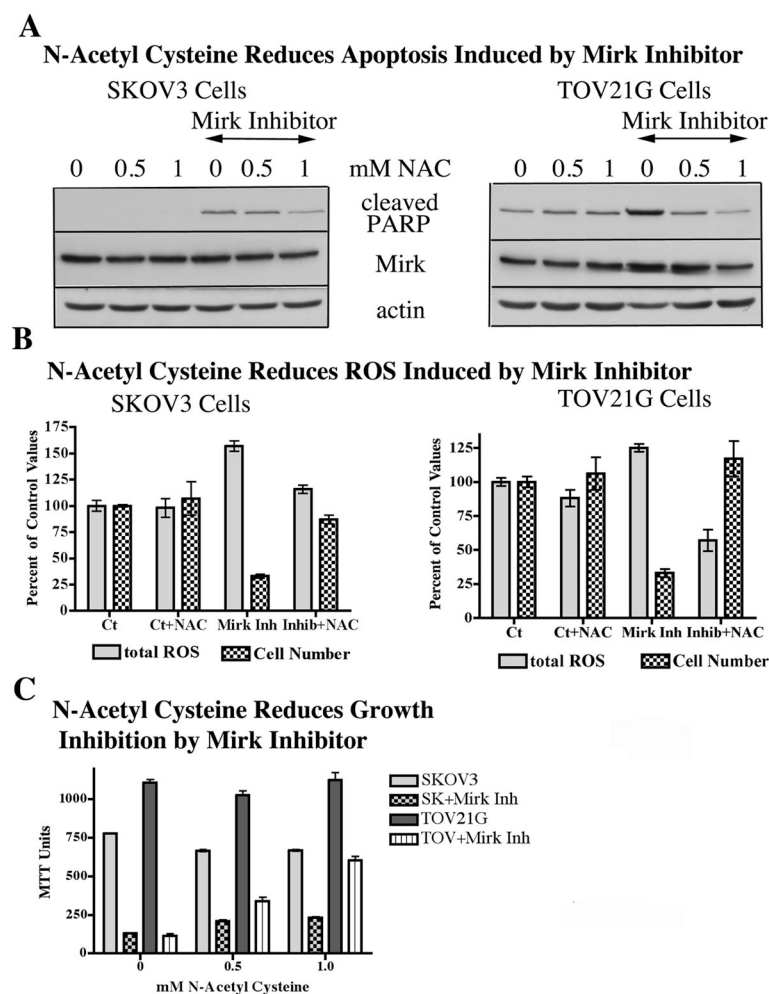 A
N-Acetyl Cysteine Reduces Apoptosis Induced by Mirk Inhibitor
SKOV3 Cells
TOV21G Cells
Mirk Inhibitor
Mirk Inhibitor
0 0.5 1 0 0.5 1 mM NAC 0 0.5 1 0 0.5 1
cleaved
PARP
Mirk
actin
B
N-Acetyl Cysteine Reduces ROS Induced by Mirk Inhibitor
SKOV3 Cells
TOV21G Cells
Percent of Control Values
175
150
125
100
75
50
25
0
Ct Ct+NAC Mirk Inh Inhib+NAC
total ROS Cell Number
Percent of Control Values
125
100
75
50
25
0
Ct Ct+NAC Mirk Inh Inhib+NAC
total ROS Cell Number
C
N-Acetyl Cysteine Reduces Growth
Inhibition by Mirk Inhibitor
MTT Units
1000
750
500
250
0
0 0.5 1.0
mM N-Acetyl Cysteine
SKOV3
SK+Mirk Inh
TOV21G
TOV+Mirk Inh